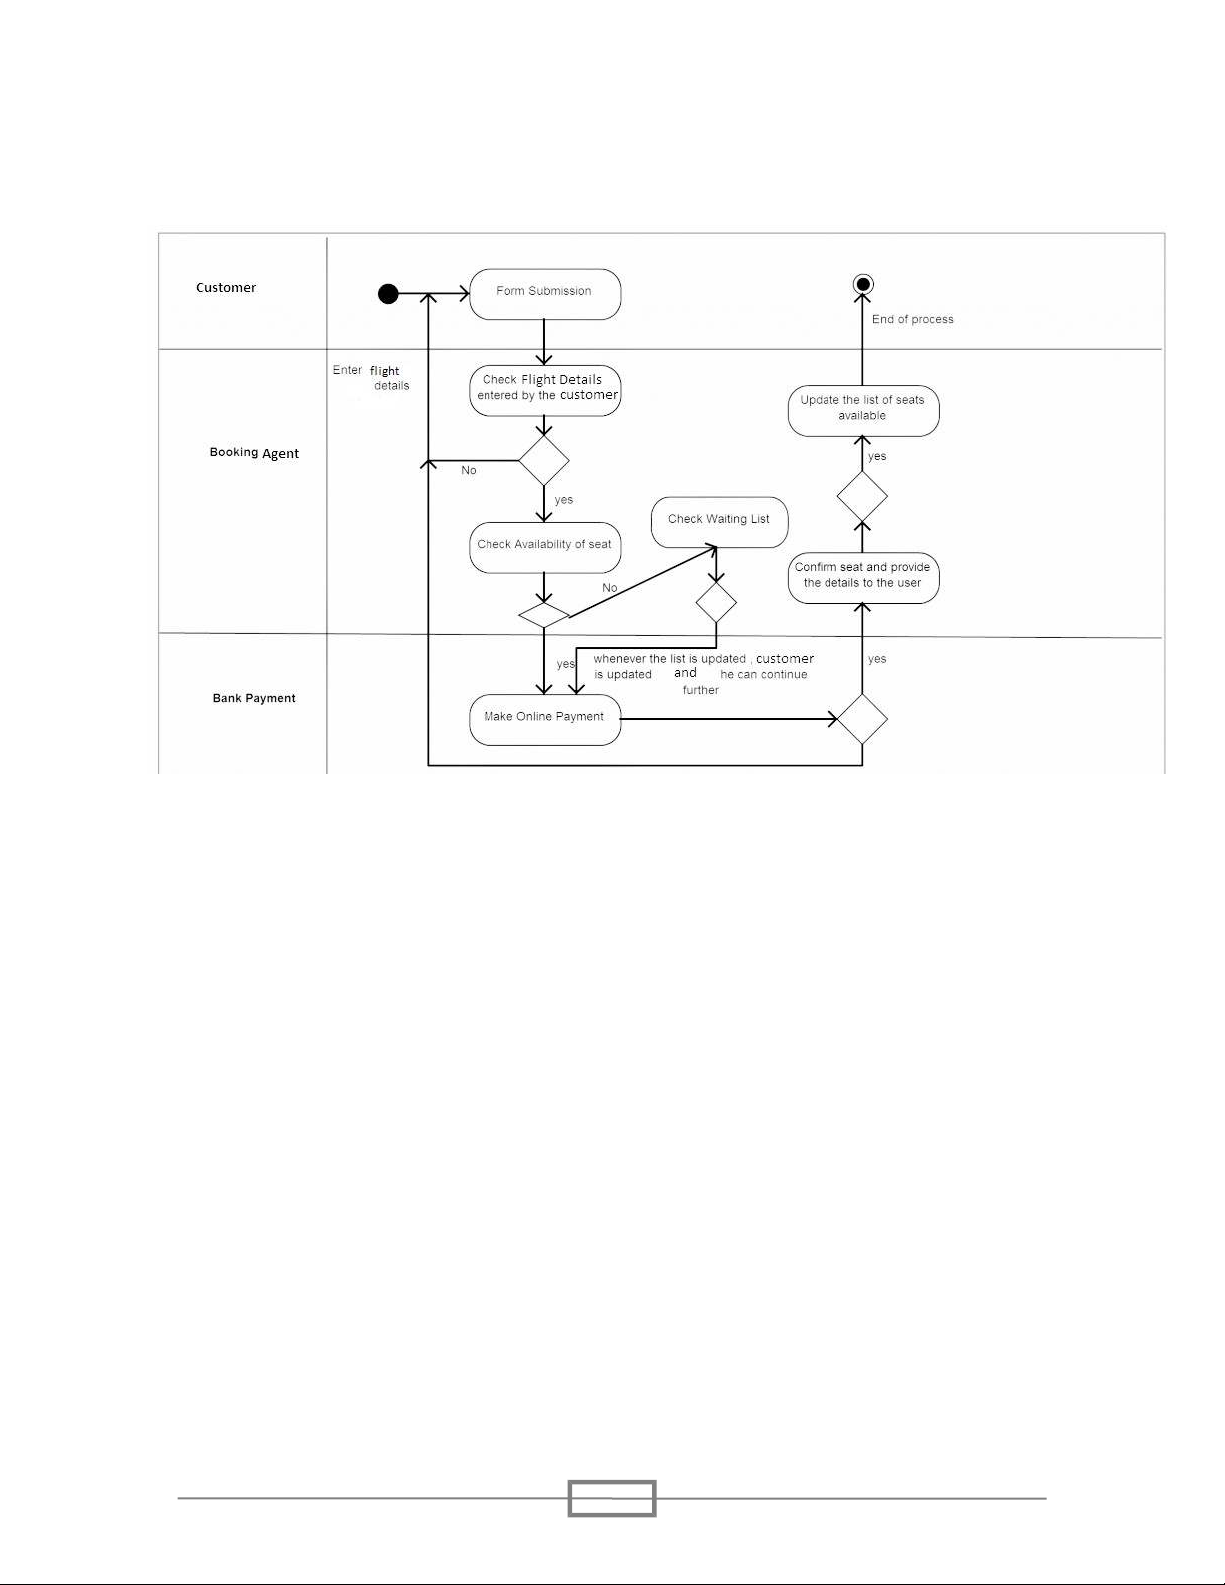 Customer
Form Submission
End of process
Enter flight
details
Check Flight Details
entered by the customer
Update the list of seats
available
Booking Agent
No
yes
yes
Check Waiting List
Check Availability of seat
No
Confirm seat and provide
the details to the user
yes
whenever the list is updated , customer
is updated and he can continue
further
yes
Bank Payment
Make Online Payment